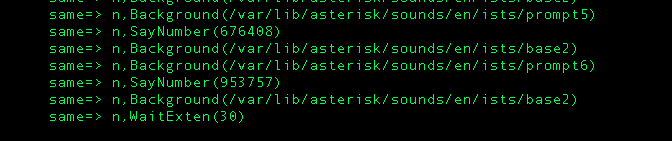 same=> n,Background(/var/lib/asterisk/sounds/en/ists/prompt5)
same=> n,SayNumber(676408)
same=> n,Background(/var/lib/asterisk/sounds/en/ists/base2)
same=> n,Background(/var/lib/asterisk/sounds/en/ists/prompt6)
same=> n,SayNumber(953757)
same=> n,Background(/var/lib/asterisk/sounds/en/ists/base2)
same=> n,WaitExten(30)